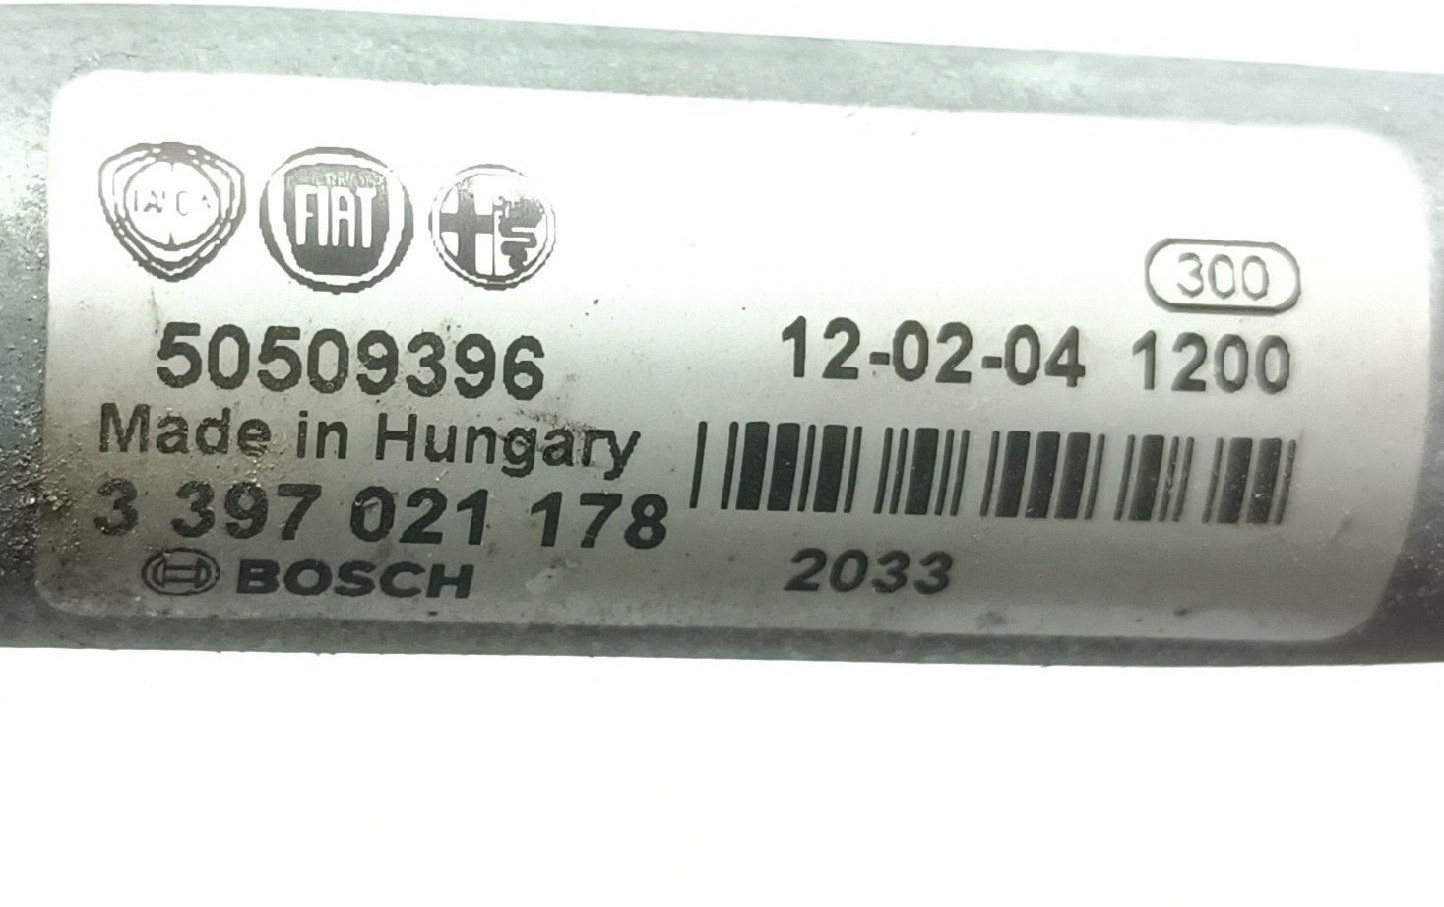 LANCIA
FIAT
300
50509396
12-02-04 1200
Made in Hungary
3 397 021 178
BOSCH
2033